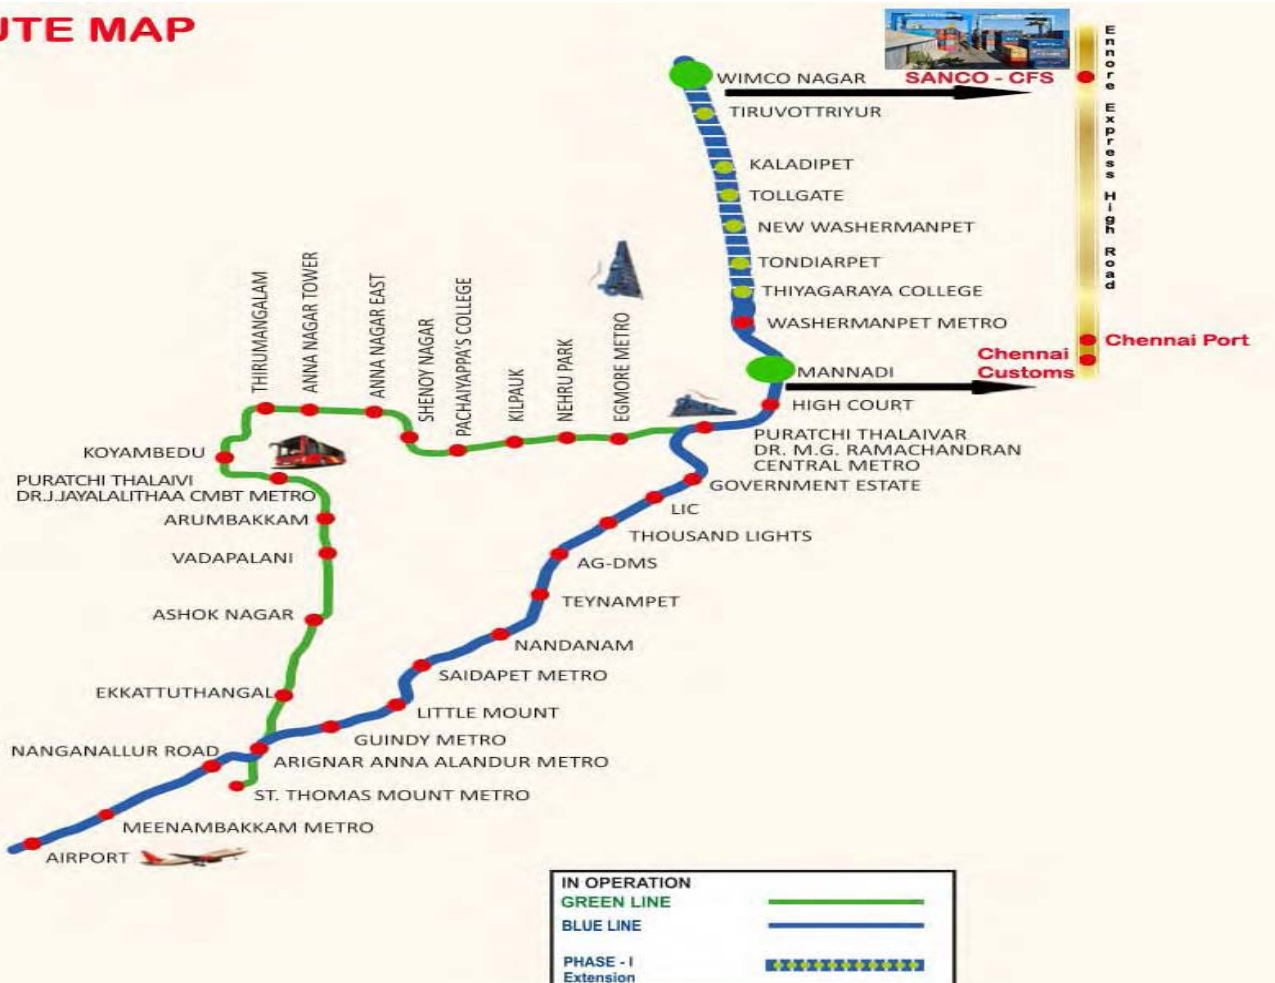 UTE MAP
Ennore Express High Road
WIMCO NAGAR
SANCO - CFS
TIRUVOTTRIYUR
KALADIPET
TOLLGATE
NEW WASHERMANPET
TONDIARPET
THIYAGARAYA COLLEGE
WASHERMANPET METRO
Chennai Port
Chennai
Customs
MANNADI
HIGH COURT
THIRUMANGALAM
ANNA NAGAR TOWER
ANNA NAGAR EAST
SHENOY NAGAR
PACHAIYAPPA'S COLLEGE
KILPAUK
NEHRU PARK
EGMORE METRO
PURATCHI THALAIVAR
DR. M.G. RAMACHANDRAN
CENTRAL METRO
KOYAMBEDU
PURATCHI THALAIVI
DR.J.JAYALALITHAA CMBT METRO
GOVERNMENT ESTATE
LIC
ARUMBAKKAM
THOUSAND LIGHTS
VADAPALANI
AG-DMS
TEYNAMPET
ASHOK NAGAR
NANDANAM
SAIDAPET METRO
EKKATTUTHANGAL
LITTLE MOUNT
GUINDY METRO
NANGANALLUR ROAD
ARIGNAR ANNA ALANDUR METRO
ST. THOMAS MOUNT METRO
MEENAMBAKKAM METRO
AIRPORT
IN OPERATION
GREEN LINE
BLUE LINE
PHASE - I
Extension